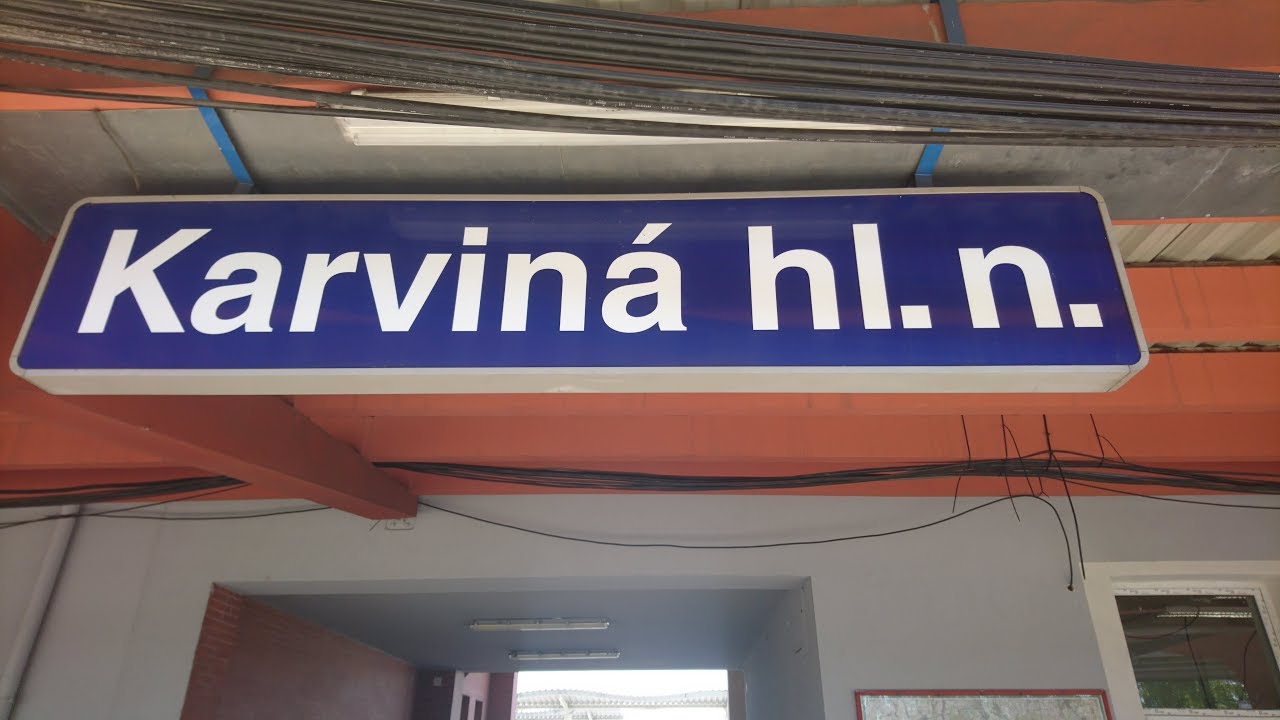 Karviná hl. n.